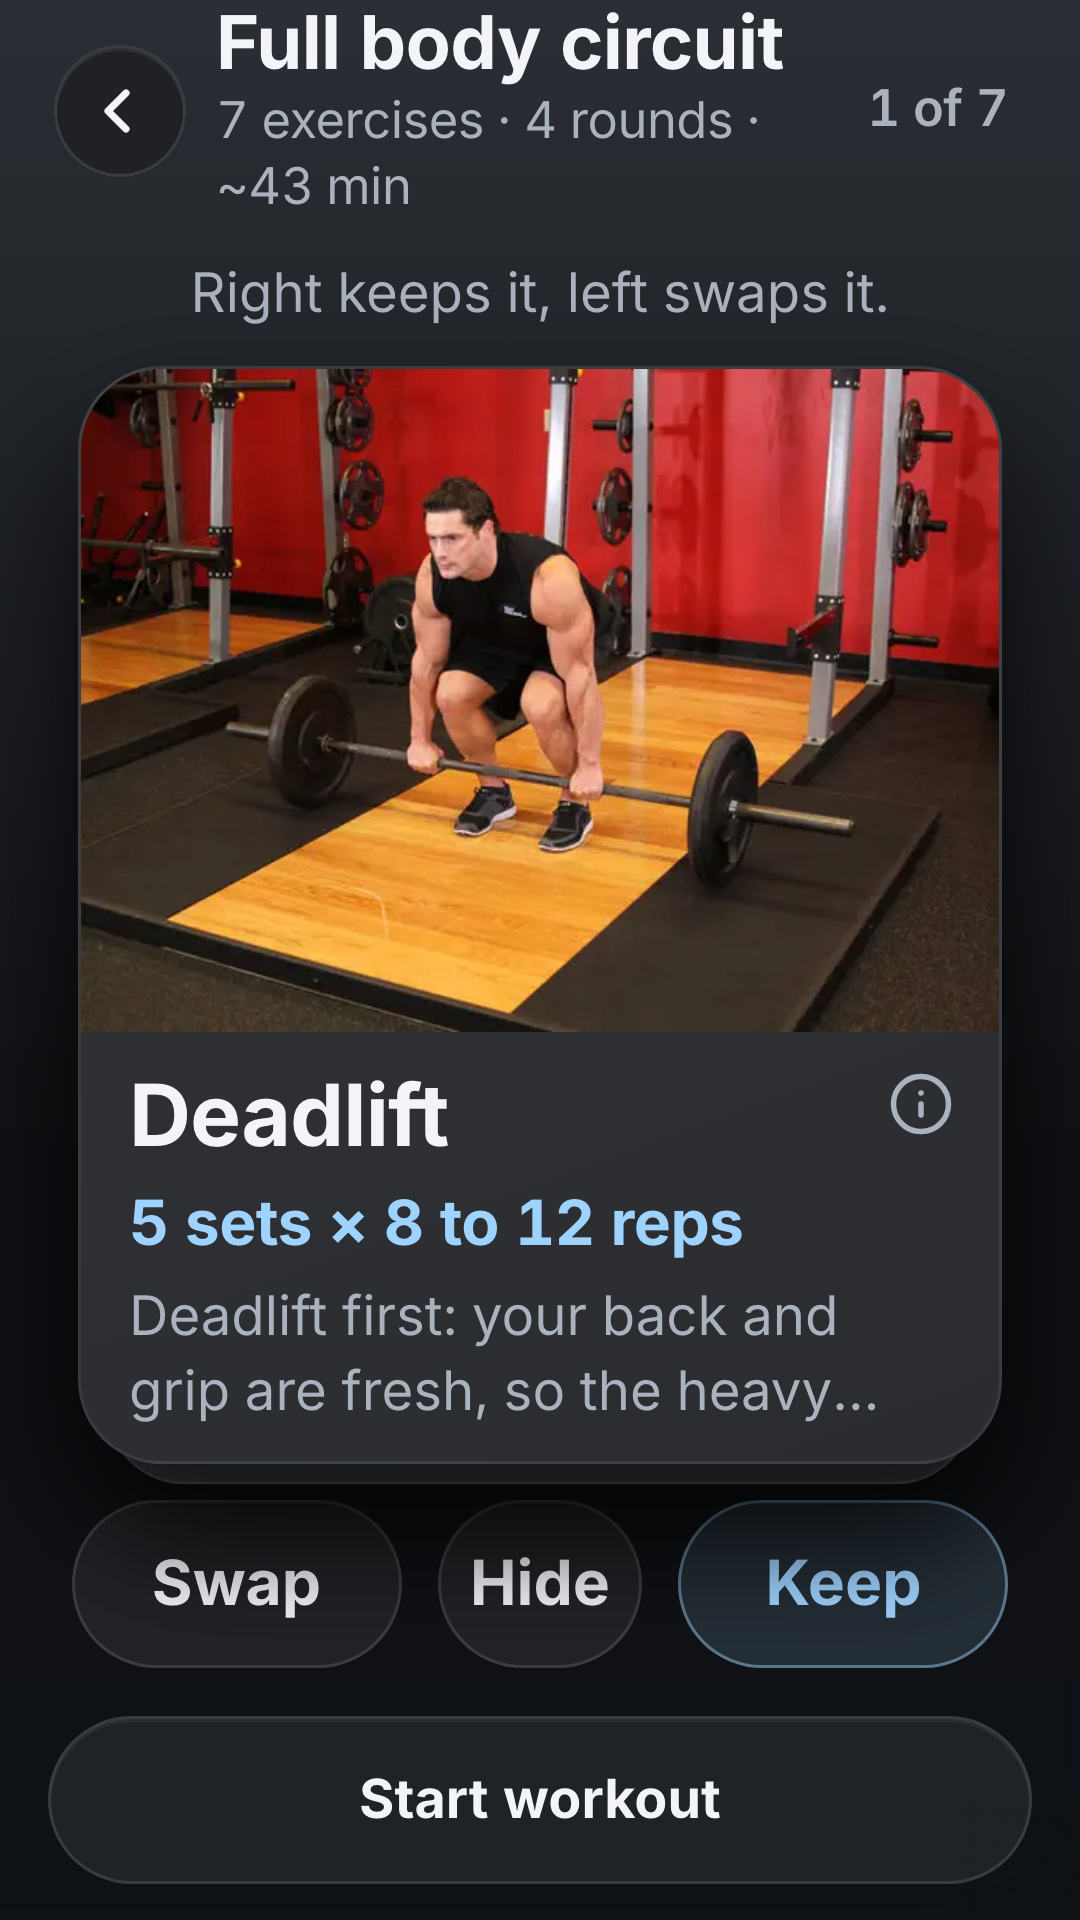 Full body circuit
7 exercises · 4 rounds ·
~43 min
1 of 7
Right keeps it, left swaps it.
Deadlift
5 sets × 8 to 12 reps
Deadlift first: your back and
grip are fresh, so the heavy...
Swap
Hide
Keep
Start workout